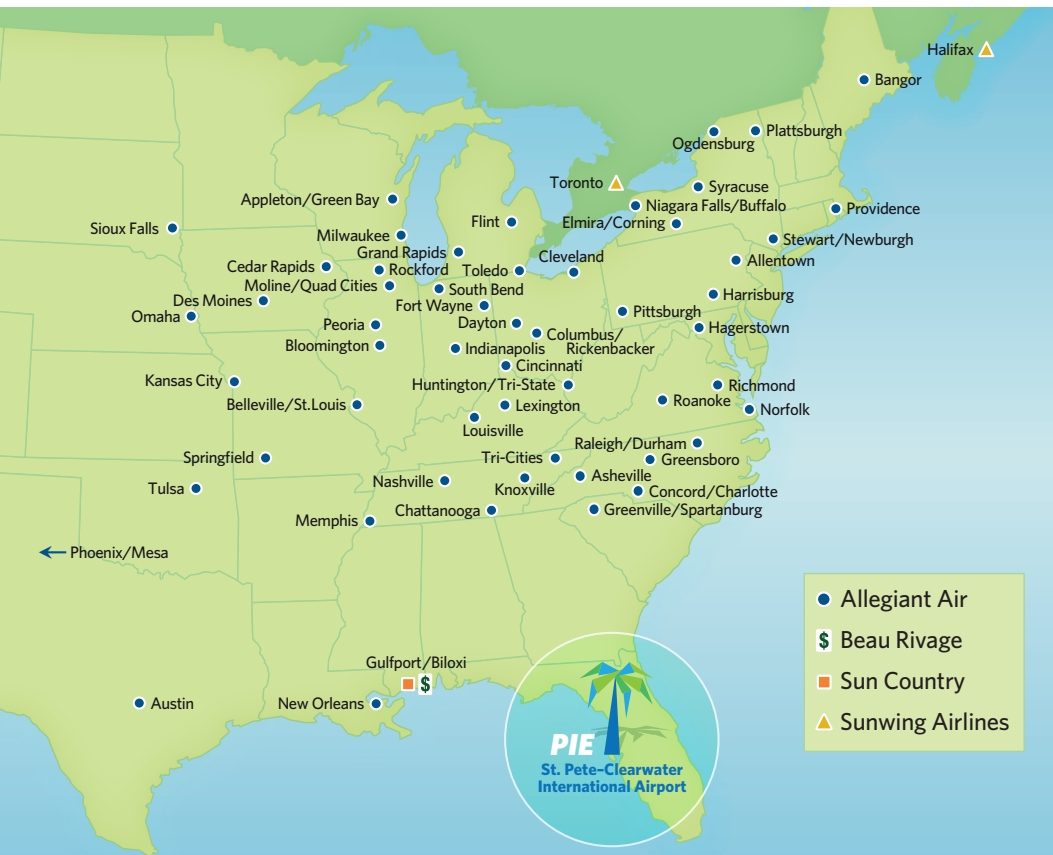 Halifax
Bangor
Ogdensburg
Plattsburgh
Toronto
Syracuse
Niagara Falls/Buffalo
Appleton/Green Bay
Providence
Flint
Elmira/Corning
Sioux Falls
Milwaukee
Stewart/Newburgh
Grand Rapids
Cleveland
Allentown
Cedar Rapids
Rockford
Toledo
Moline/Quad Cities
South Bend
Harrisburg
Des Moines
Fort Wayne
Omaha
Pittsburgh
Peoria
Dayton
Hagerstown
Columbus/
Rickenbacker
Bloomington
Indianapolis
Cincinnati
Kansas City
Huntington/Tri-State
Richmond
Belleville/St.Louis
Lexington
Roanoke
Norfolk
Louisville
Raleigh/Durham
Springfield
Tri-Cities
Greensboro
Nashville
Asheville
Tulsa
Knoxville
Concord/Charlotte
Memphis
Chattanooga
Greenville/Spartanburg
Phoenix/Mesa
Allegiant Air
$ Beau Rivage
Sun Country
Sunwing Airlines
Gulfport/Biloxi
$
Austin
New Orleans
PIE
St. Pete–Clearwater
International Airport